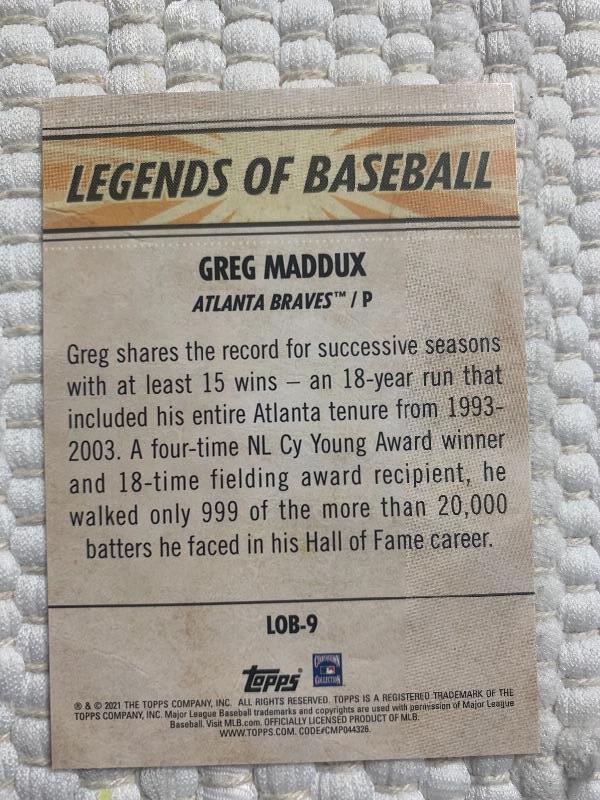 LEGENDS OF BASEBALL
GREG MADDUX
ATLANTA BRAVES™ / P
Greg shares the record for successive seasons
with at least 15 wins – an 18-year run that
included his entire Atlanta tenure from 1993-
2003. A four-time NL Cy Young Award winner
and 18-time fielding award recipient, he
walked only 999 of the more than 20,000
batters he faced in his Hall of Fame career.
LOB-9
Topps
COOPERSTOWN
COLLECTION
® & © 2021 THE TOPPS COMPANY, INC. ALL RIGHTS RESERVED. TOPPS IS A REGISTERED TRADEMARK OF THE
TOPPS COMPANY, INC. Major League Baseball trademarks and copyrights are used with permission of Major League
Baseball. Visit MLB.com. OFFICIALLY LICENSED PRODUCT OF MLB.
WWW.TOPPS.COM. CODE#CMP044326.